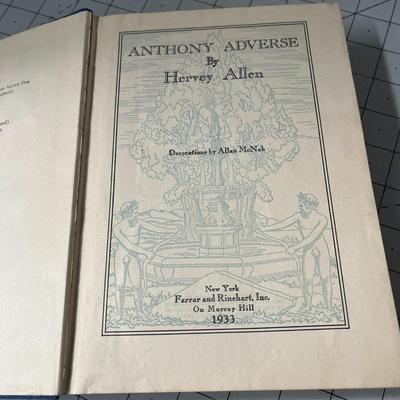 ANTHONY ADVERSE
By
Hervey Allen
Decorations by Allan McNab
New York
Farrar and Rinehart, Inc.
On Murray Hill
1933